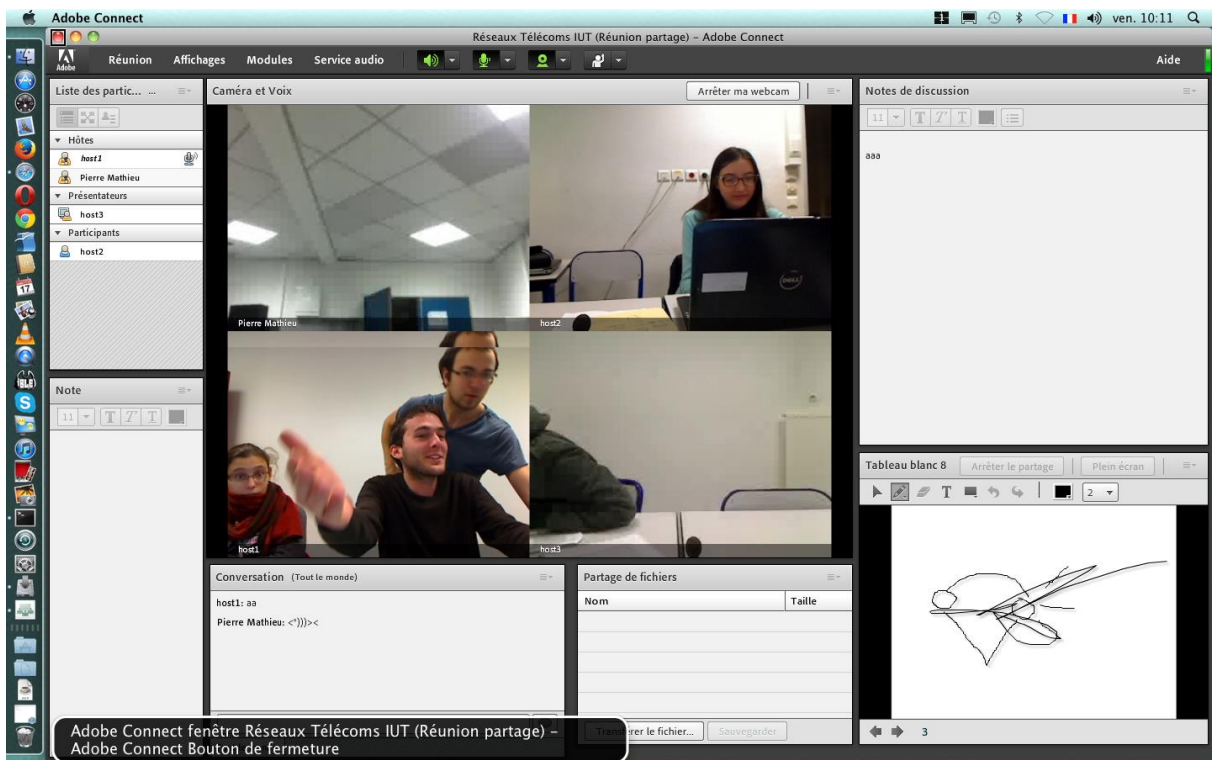 Adobe Connect
ven. 10:11
Réseaux Télécoms IUT (Réunion partage) – Adobe Connect
Adobe
Réunion Affichages Modules Service audio
Aide
Liste des partic... ...
Hôtes
host1
Pierre Mathieu
Présentateurs
host3
Participants
host2
Note
11 T T T
Caméra et Voix
Arrêter ma webcam
DELL
Pierre Mathieu
host2
host1
host3
Conversation (Tout le monde)
host1: aa
Pierre Mathieu: <°)))><
Partage de fichiers
Nom Taille
Transférer le fichier... Sauvegarder
Notes de discussion
11 T T T
aaa
Tableau blanc 8 Arrêter le partage Plein écran
T 2
3
17
BLE
S
Adobe Connect fenêtre Réseaux Télécoms IUT (Réunion partage) –
Adobe Connect Bouton de fermeture